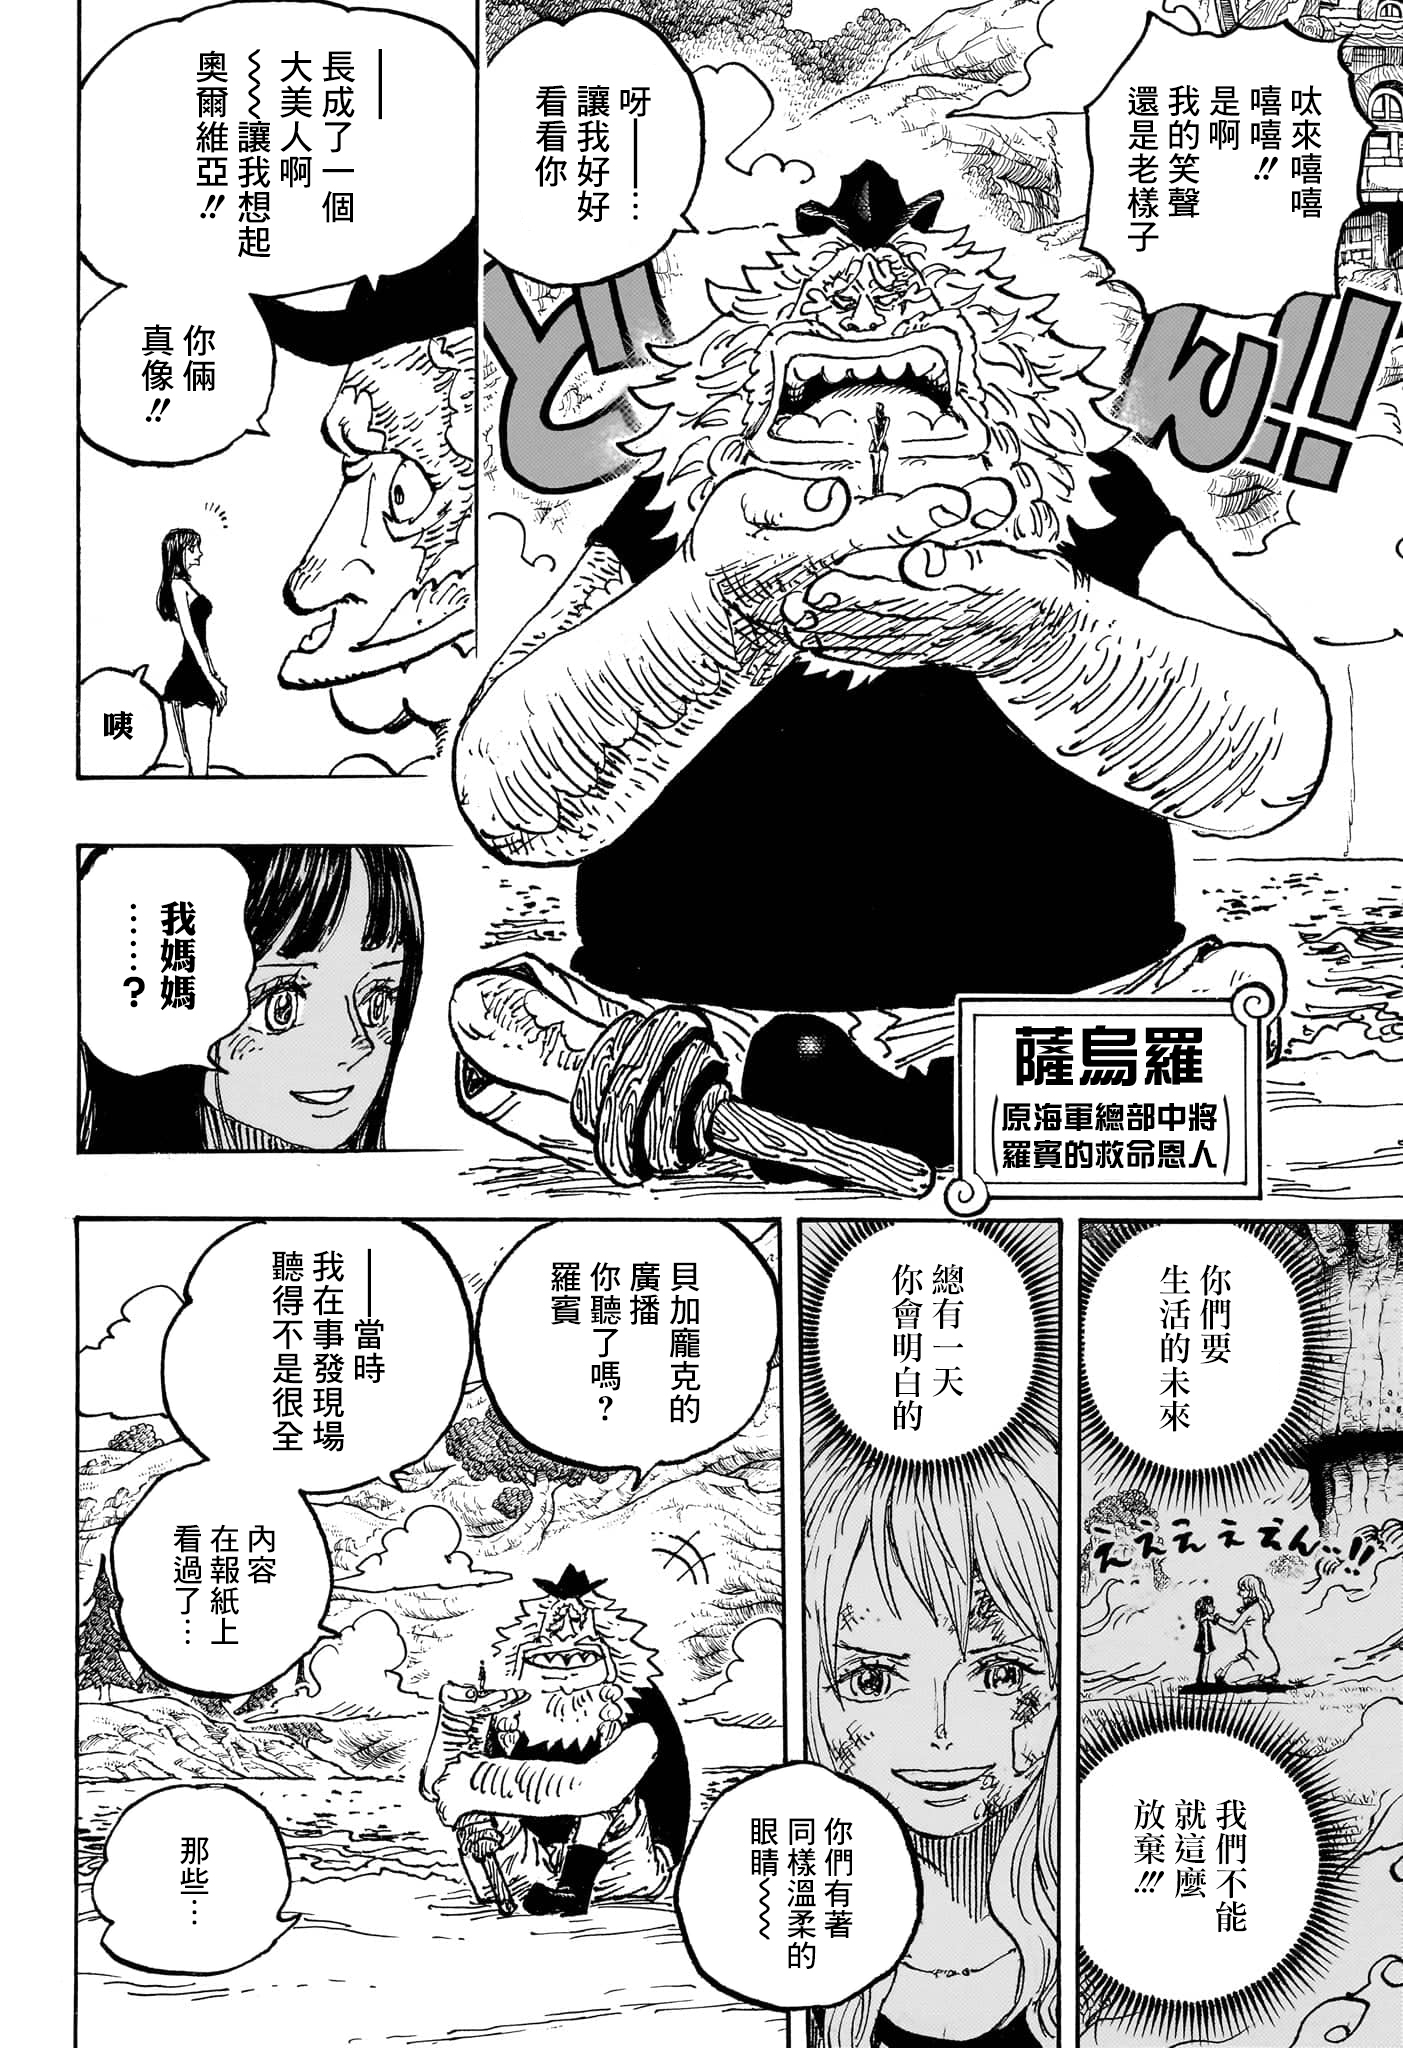 呔來嘻嘻
嘻嘻!!
是啊
我的笑聲
還是老樣子
呀——…
讓我好好
看看你
ど
ん!!
——
長成了一個
大美人啊
~~~讓我想起
奧爾維亞!!
你倆
真像!!
咦
我媽媽
……?
薩烏羅
(原海軍總部中將
羅賓的救命恩人)
你們要
生活的未來
ええええん…!!
我們不能
就這麼
放棄!!!
總有一天
你會明白的
你們有著
同樣溫柔的
眼睛~~~
貝加龐克的
廣播
你聽了嗎?
羅賓
——當時
我在事發現場
聽得不是很全
內容
在報紙上
看過了…
那些…